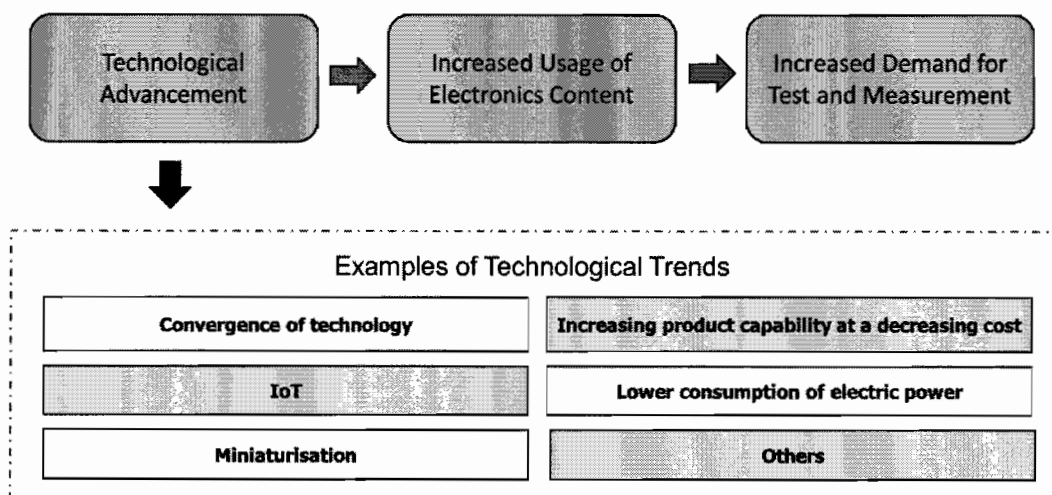 Technological
Advancement
Increased Usage of
Electronics Content
Increased Demand for
Test and Measurement
Examples of Technological Trends
Convergence of technology
Increasing product capability at a decreasing cost
IoT
Lower consumption of electric power
Miniaturisation
Others